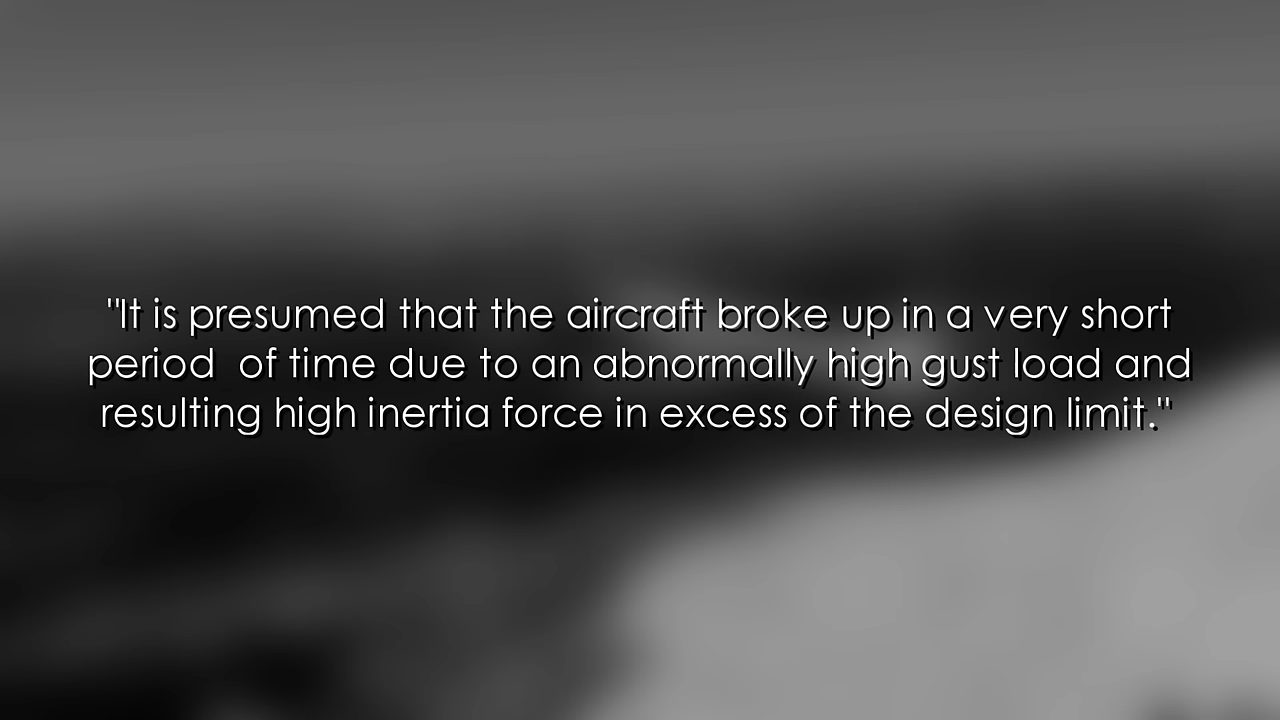 "It is presumed that the aircraft broke up in a very short
period  of time due to an abnormally high gust load and
resulting high inertia force in excess of the design limit."